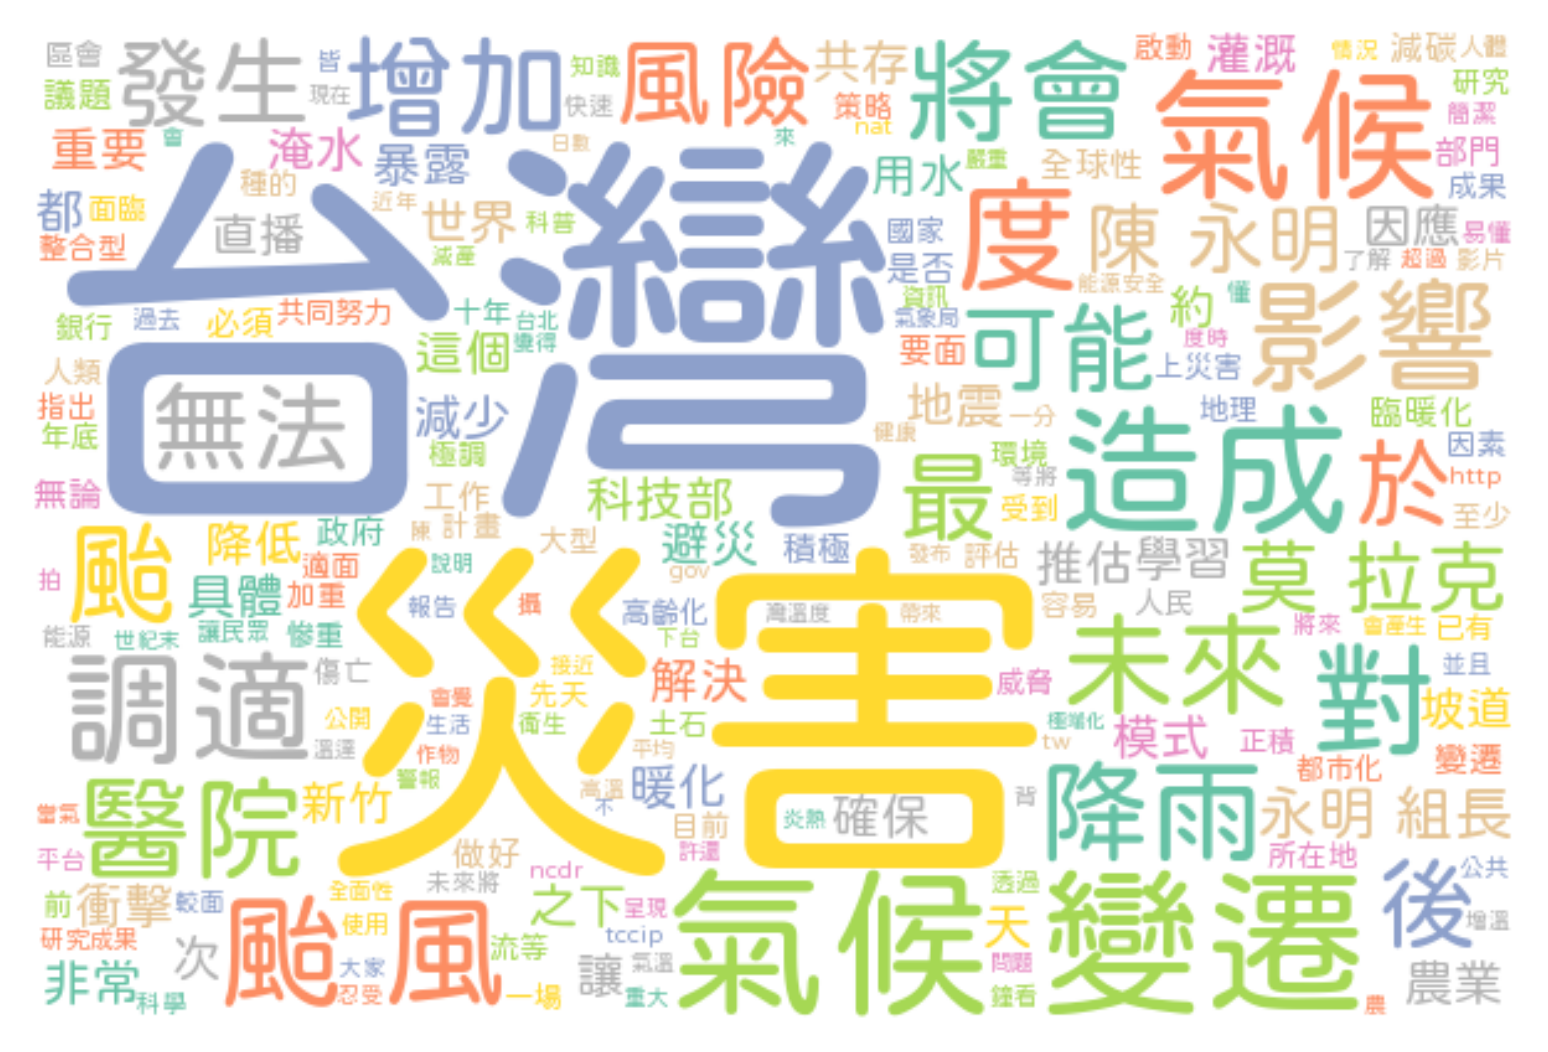 區會
發生
皆
增加
知識
風險
共存
將會
啟動
灌溉
情況
減碳
人體
議題
現在
快速
策略
nat
氣候
研究
簡潔
重要
會
淹水
暴露
日數
來
用水
嚴重
全球性
部門
成果
都
面臨
種的
近年
世界
科普
國家
度
陳 永明
因應
易懂
整合型
直播
台灣
減產
是否
能源安全
了解
超過
影片
銀行
過去
必須
共同努力
十年
台北
資訊
氣象局
可能
約
懂
影響
人類
這個
變得
要面
度時
上災害
指出
無法
減少
地震
一分
地理
臨暖化
年底
極調
健康
最
環境
造成
於
因素
無論
工作
科技部
等將
受到
http
至少
颱
降低
政府
陳
計畫
大型
避災
積極
發布
評估
推估
學習
莫 拉克
拍
具體
適面
加重
說明
gov
報告
攝
高齡化
灣溫度
帶來
容易
人民
能源
世紀末
讓民眾
慘重
災害
下台
未來
將來
會產生
已有
調適
傷亡
接近
解決
威脅
對
並且
會覺
先天
公開
生活
衛生
土石
極端化
模式
正積
坡道
溫達
作物
平均
tw
都市化
變遷
醫院
新竹
警報
高溫
暖化
不
降雨
永明 組長
當氣
目前
炎熱
確保
背
平台
做好
許還
所在地
前
衝擊
較面
全面性
未來將
ncdr
之下
呈現
氣候變遷
透過
後
公共
研究成果
使用
tccip
天
增溫
非常
次
颱風
流等
讓
氣溫
問題
農業
科學
大家
忍受
一場
重大
鐘看
農